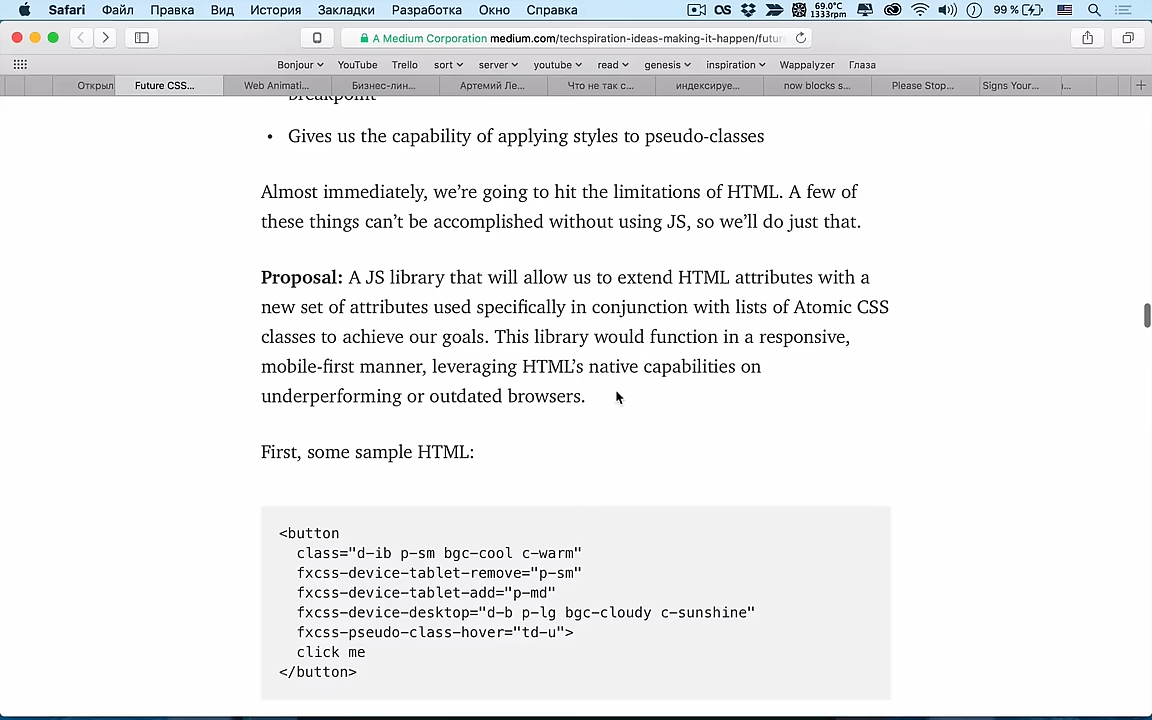 Safari Файл Правка Вид История Закладки Разработка Окно Справка 69.0°C 1333rpm 99 %
A Medium Corporation medium.com/techspiration-ideas-making-it-happen/futur
Bonjour YouTube Trello sort server youtube read genesis inspiration Wappalyzer Глаза
Открыл Future CSS... Web Animati... Бизнес-лин... Артемий Ле... Что не так с... индексируе... now blocks s... Please Stop... Signs Your... ...
breakpoint
• Gives us the capability of applying styles to pseudo-classes
Almost immediately, we’re going to hit the limitations of HTML. A few of
these things can’t be accomplished without using JS, so we’ll do just that.
Proposal: A JS library that will allow us to extend HTML attributes with a
new set of attributes used specifically in conjunction with lists of Atomic CSS
classes to achieve our goals. This library would function in a responsive,
mobile-first manner, leveraging HTML’s native capabilities on
underperforming or outdated browsers.
First, some sample HTML:
<button
class="d-ib p-sm bgc-cool c-warm"
fxcss-device-tablet-remove="p-sm"
fxcss-device-tablet-add="p-md"
fxcss-device-desktop="d-b p-lg bgc-cloudy c-sunshine"
fxcss-pseudo-class-hover="td-u">
click me
</button>